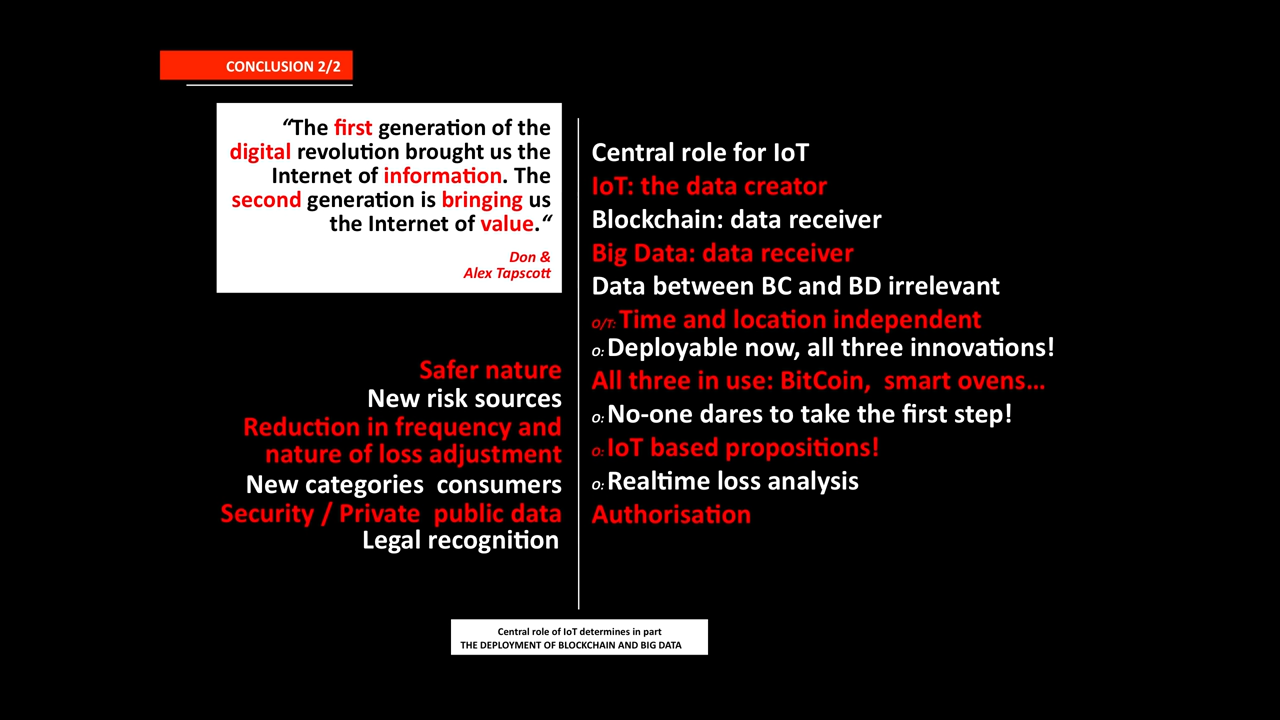 CONCLUSION 2/2
“The first generation of the
digital revolution brought us the
Internet of information. The
second generation is bringing us
the Internet of value.“
Don &
Alex Tapscott
Safer nature
New risk sources
Reduction in frequency and
nature of loss adjustment
New categories consumers
Security / Private public data
Legal recognition
Central role for IoT
IoT: the data creator
Blockchain: data receiver
Big Data: data receiver
Data between BC and BD irrelevant
O/T: Time and location independent
O: Deployable now, all three innovations!
All three in use: BitCoin, smart ovens…
O: No-one dares to take the first step!
O: IoT based propositions!
O: Realtime loss analysis
Authorisation
Central role of IoT determines in part
THE DEPLOYMENT OF BLOCKCHAIN AND BIG DATA